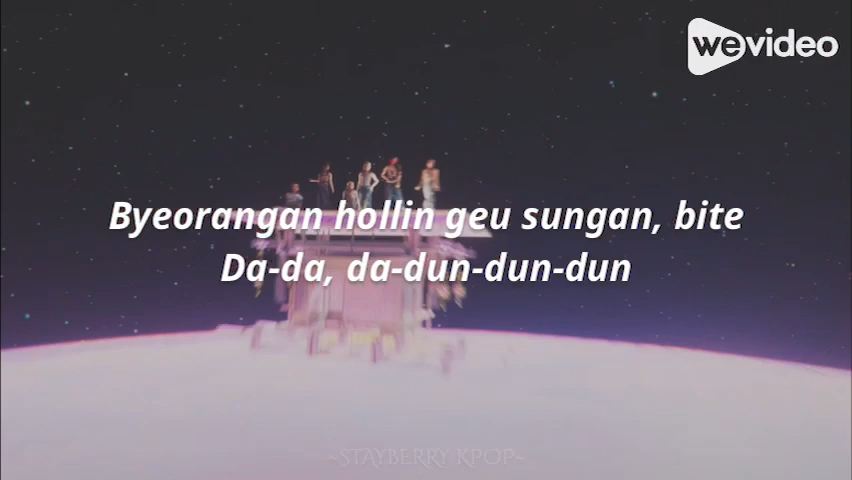 wevideo
Byeorangan hollin geu sungan, bite
Da-da, da-dun-dun-dun
~STAYBERRY KPOP~